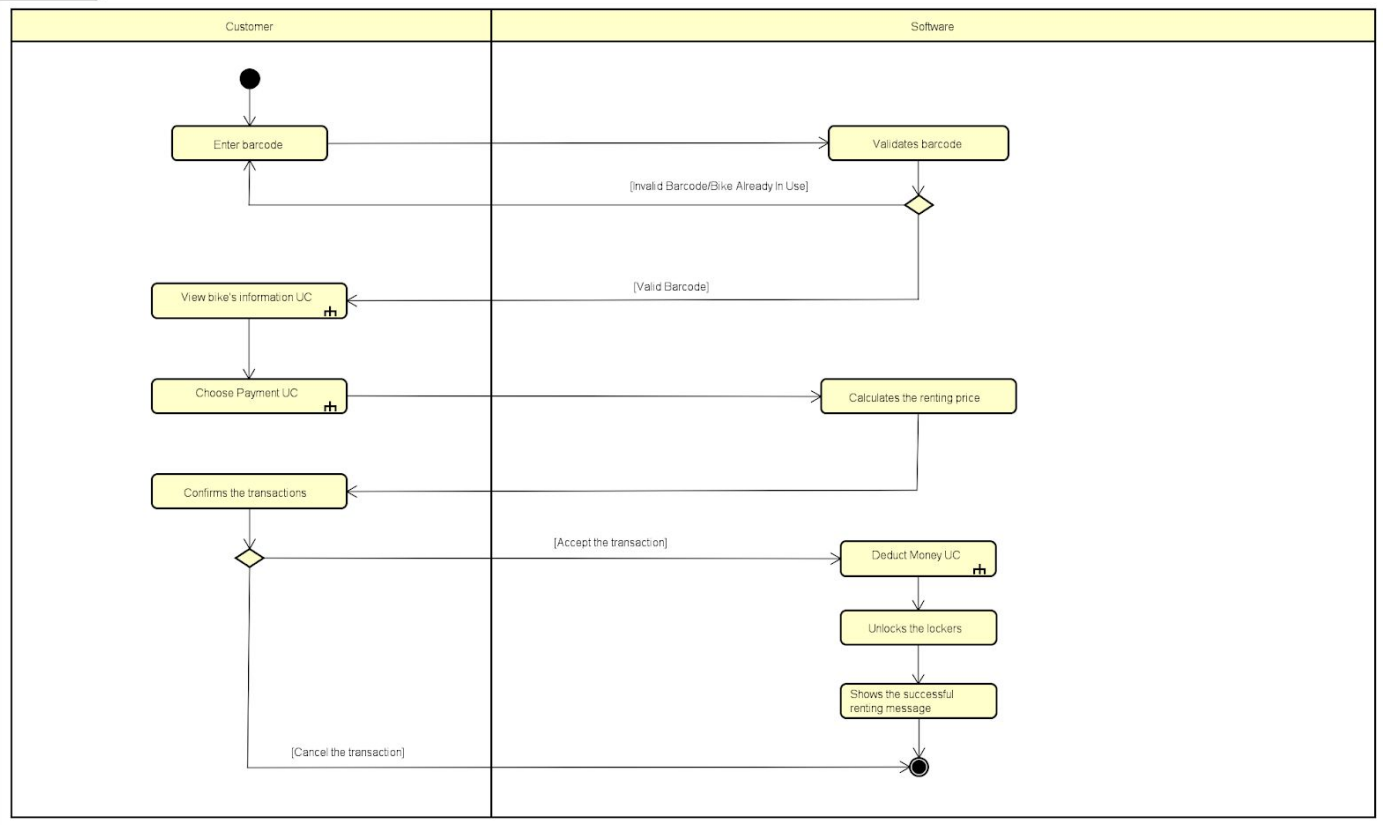 Customer
Software
Enter barcode
Validates barcode
[Invalid Barcode/Bike Already In Use]
[Valid Barcode]
View bike's information UC
Choose Payment UC
Calculates the renting price
Confirms the transactions
[Accept the transaction]
Deduct Money UC
Unlocks the lockers
Shows the successful
renting message
[Cancel the transaction]